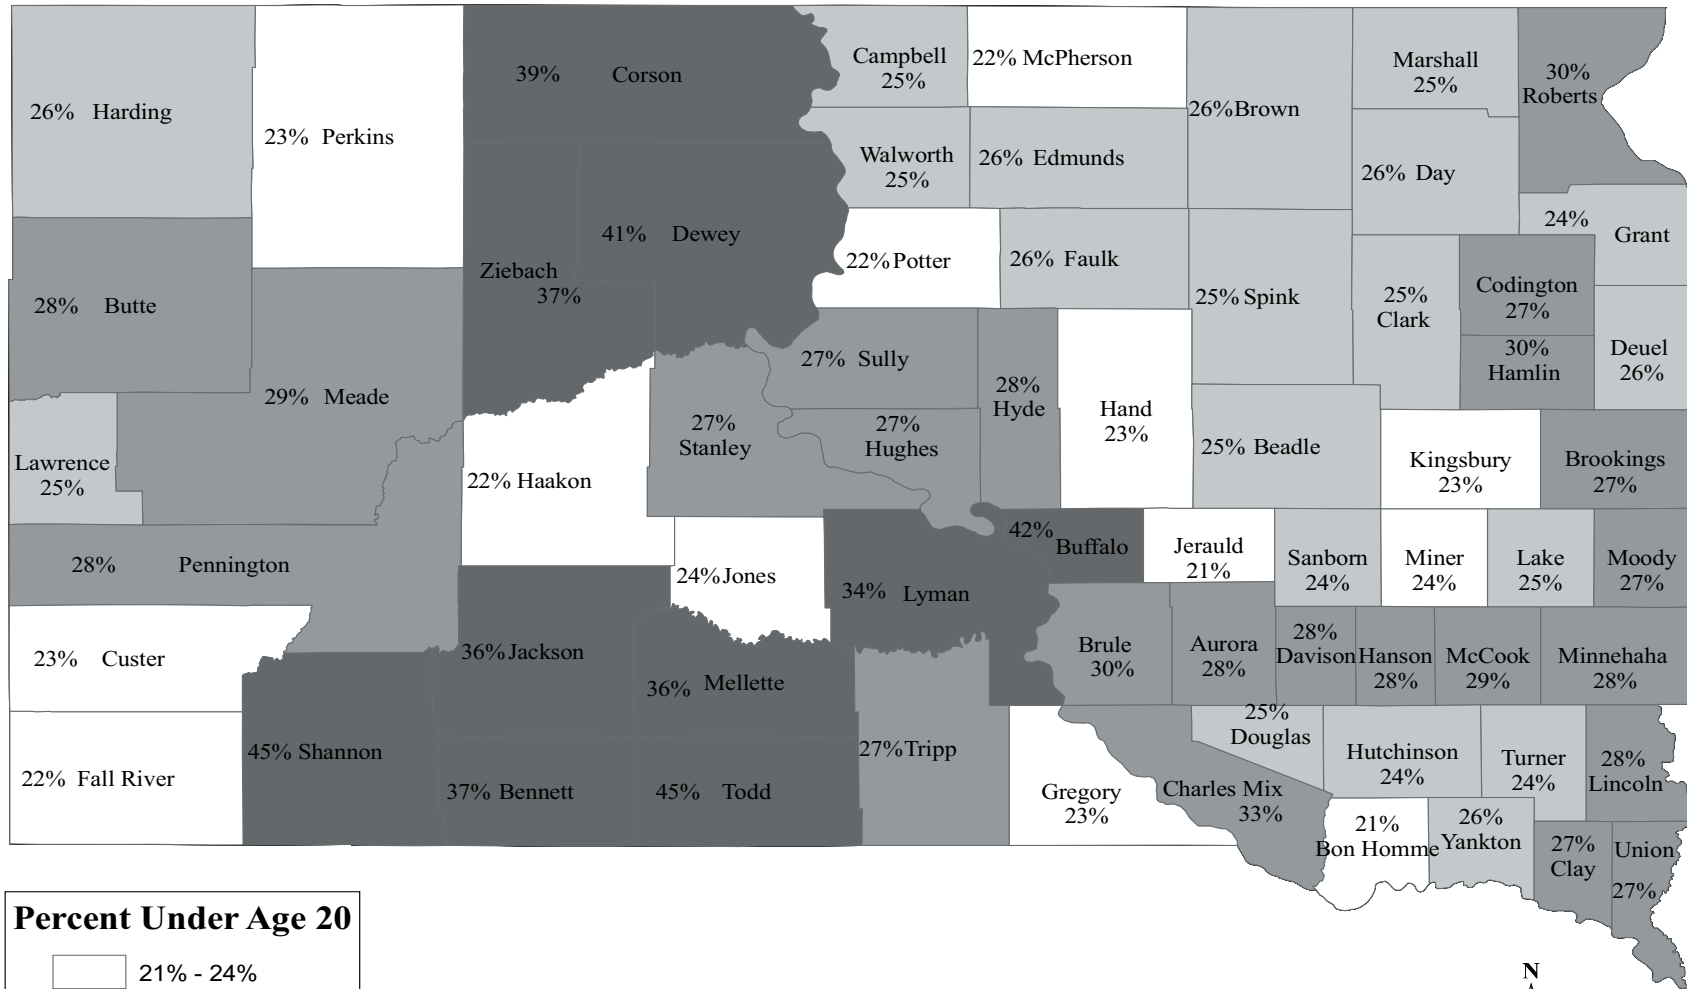 26% Harding
23% Perkins
39% Corson
Campbell
25%
22% McPherson
26%Brown
Marshall
25%
30%
Roberts
Walworth
25%
26% Edmunds
26% Day
24%
Grant
28% Butte
Ziebach
37%
41% Dewey
22%Potter
26% Faulk
25% Spink
25%
Clark
Codington
27%
30%
Hamlin
Deuel
26%
29% Meade
27% Sully
28%
Hyde
Hand
23%
Lawrence
25%
22% Haakon
27%
Stanley
27%
Hughes
25% Beadle
Kingsbury
23%
Brookings
27%
28% Pennington
24%Jones
34% Lyman
42%
Buffalo
Jerauld
21%
Sanborn
24%
Miner
24%
Lake
25%
Moody
27%
23% Custer
36%Jackson
36% Mellette
Brule
30%
Aurora
28%
28%
Davison
Hanson
28%
McCook
29%
Minnehaha
28%
22% Fall River
45% Shannon
37% Bennett
45% Todd
27%Tripp
Gregory
23%
Charles Mix
33%
25%
Douglas
Hutchinson
24%
Turner
24%
28%
Lincoln
21%
Bon Homme
26%
Yankton
27%
Clay
Union
27%
Percent Under Age 20
21% - 24%
N